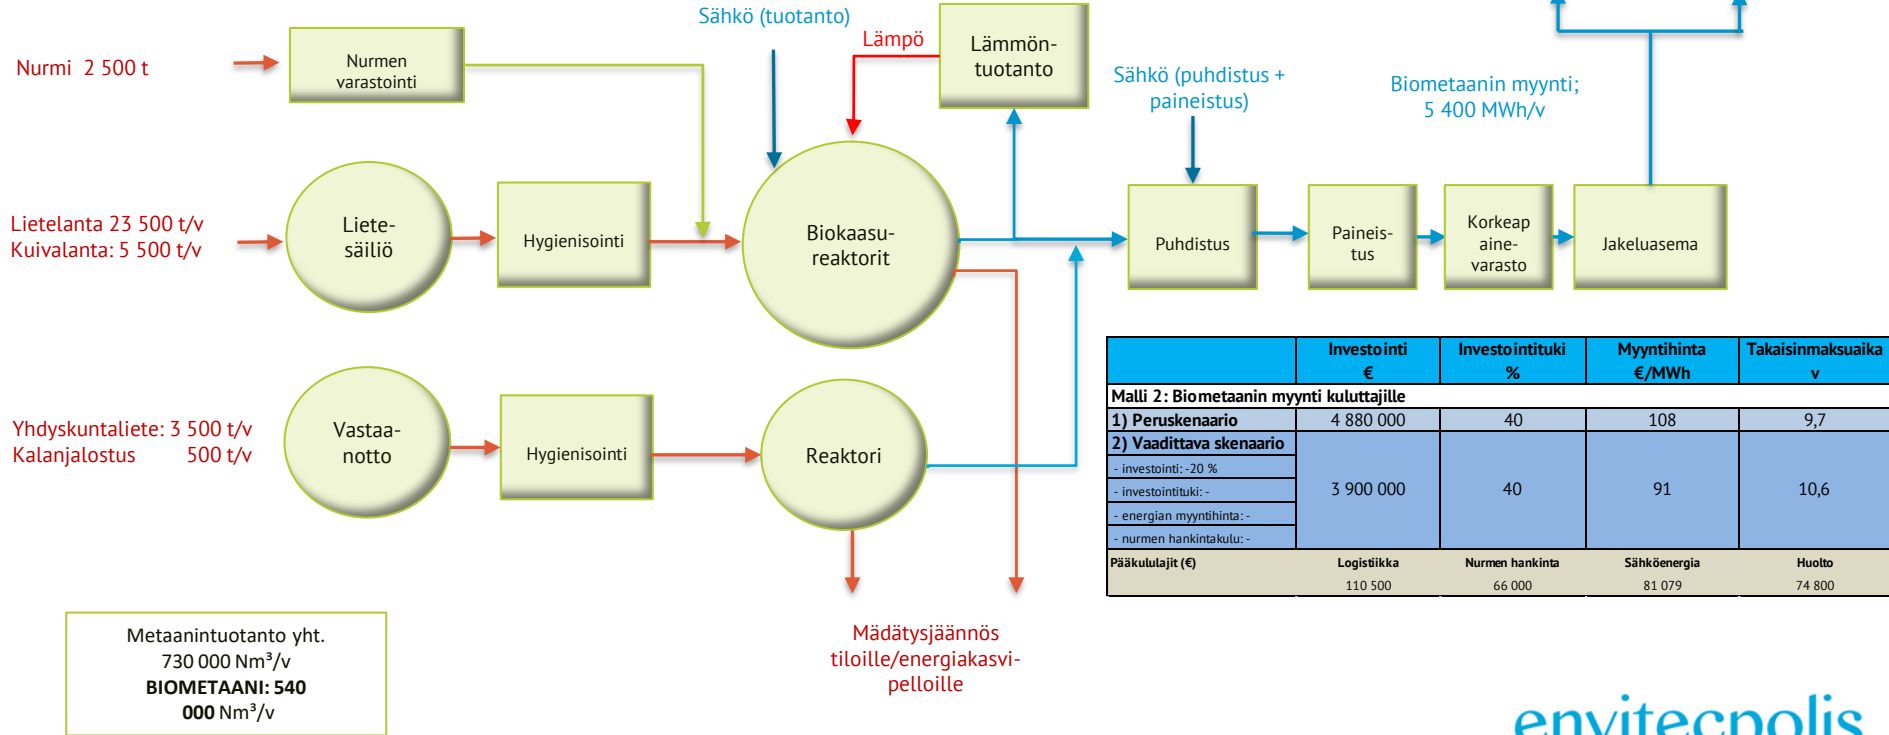 Sähkö (tuotanto)
Nurmi 2 500 t
Nurmen
varastointi
Lämpö
Lämmön-
tuotanto
Sähkö (puhdistus +
paineistus)
Biometaanin myynti;
5 400 MWh/v
Lietelanta 23 500 t/v
Kuivalanta: 5 500 t/v
Liete-
säiliö
Hygienisointi
Biokaasu-
reaktorit
Puhdistus
Paineis-
tus
Korkeap
aine-
varasto
Jakeluasema
Yhdyskuntaliete: 3 500 t/v
Kalanjalostus 500 t/v
Vastaa-
notto
Hygienisointi
Reaktori
Investointi Investointituki Myyntihinta Takaisinmaksuaika
€ % €/MWh v
Malli 2: Biometaanin myynti kuluttajille
1) Peruskenaario 4 880 000 40 108 9,7
2) Vaadittava skenaario
- investointi: -20 %
- investointituki: - 3 900 000 40 91 10,6
- energian myyntihinta: -
- nurmen hankintakulu: -
Pääkululajit (€) Logistiikka Nurmen hankinta Sähköenergia Huolto
110 500 66 000 81 079 74 800
Mädätysjäännös
tiloille/energiakasvi-
pelloille
Metaanintuotanto yht.
730 000 Nm³/v
BIOMETAANI: 540
000 Nm³/v
envitecpolis